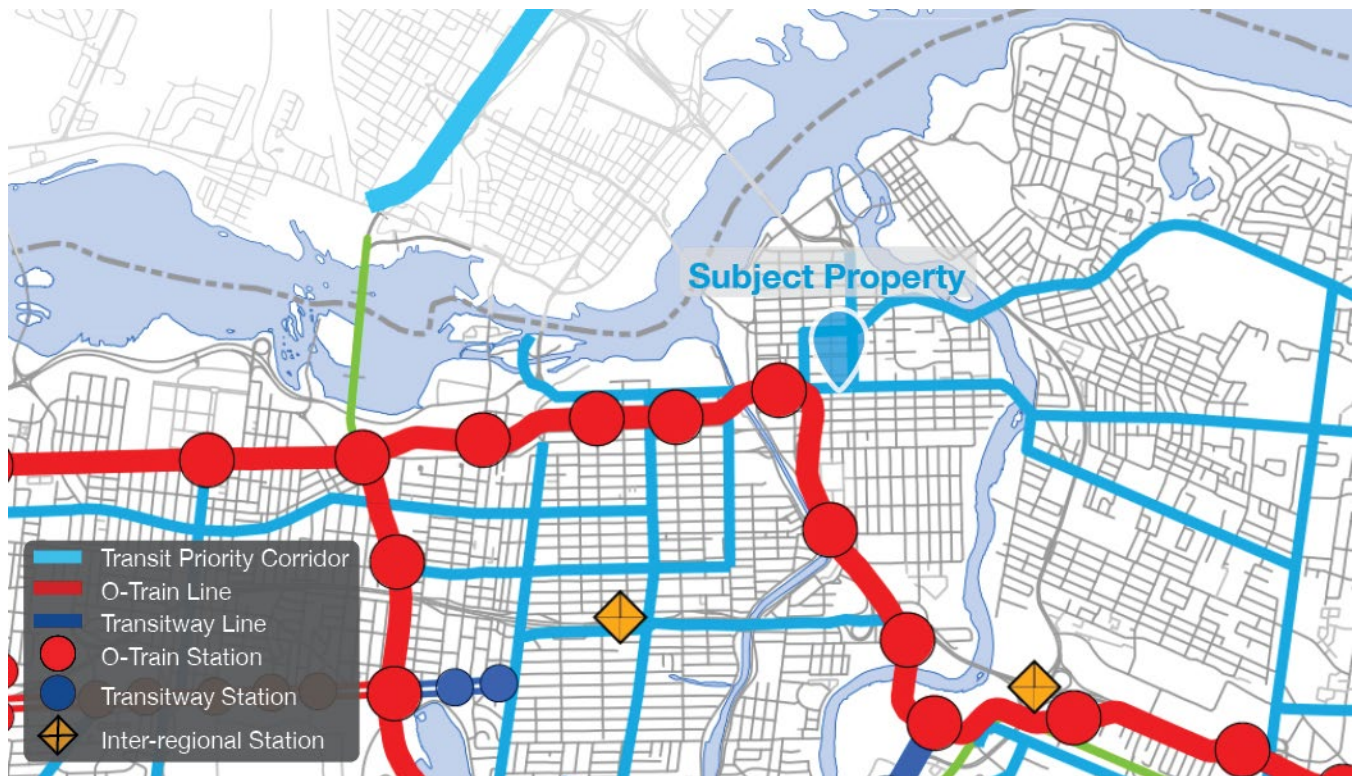 Subject Property
Transit Priority Corridor
O-Train Line
Transitway Line
O-Train Station
Transitway Station
Inter-regional Station